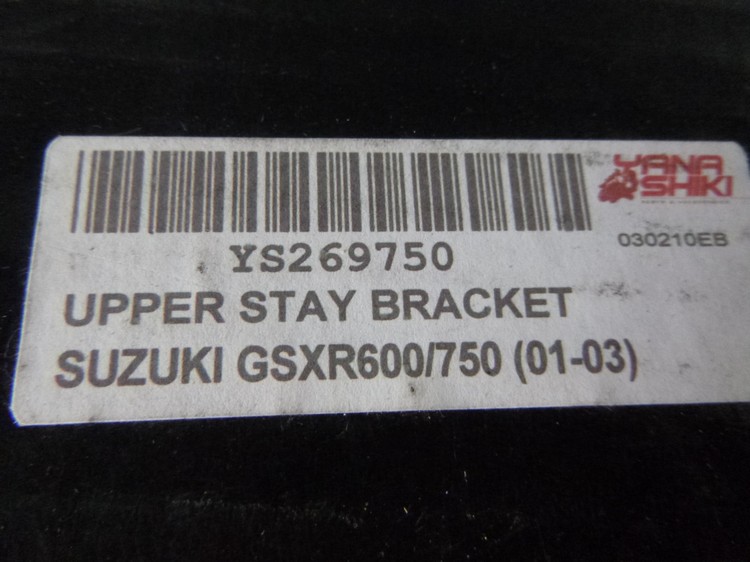 YANA
SHIKI
030210EB
YS269750
UPPER STAY BRACKET
SUZUKI GSXR600/750 (01-03)